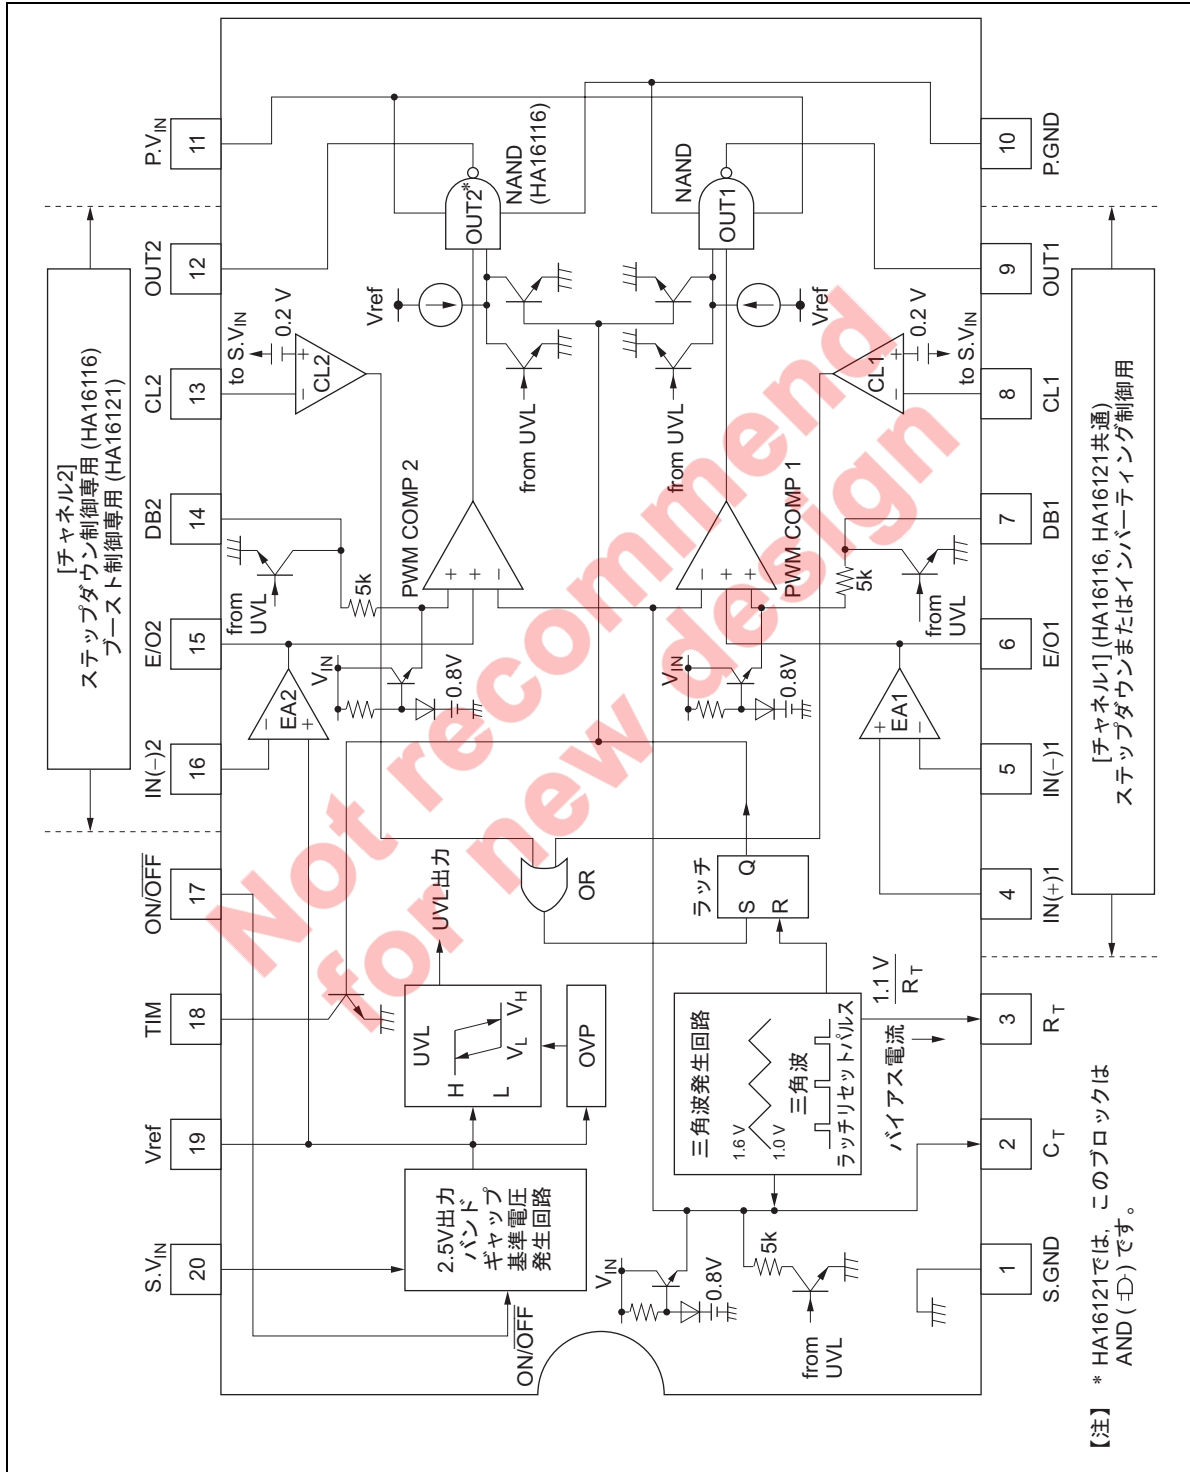 [チャネル2]
ステップダウン制御専用 (HA16116)
ブースト制御専用 (HA16121)
S.VIN
Vref
TIM
ON/OFF
IN(−)2
E/O2
DB2
CL2
OUT2
P.VIN
20
19
18
17
16
15
14
13
12
11
from
UVL
to S.VIN
0.2 V
CL2
EA2
5k
VIN
0.8V
PWM COMP 2
from UVL
Vref
OUT2*
NAND
(HA16116)
2.5V出力
バンド
ギャップ
基準電圧
発生回路
ON/OFF
UVL
H
L
VL
VH
UVL出力
OVP
OR
ラッチ
S
Q
R
NAND
OUT1
from UVL
Vref
PWM COMP 1
VIN
0.8V
5k
from
UVL
EA1
CL1
0.2 V
to S.VIN
三角波発生回路
1.6 V
1.0 V
三角波
ラッチリセットパルス
1.1 V
RT
バイアス電流
VIN
0.8V
5k
from
UVL
1
2
3
4
5
6
7
8
9
10
S.GND
CT
RT
IN(+)1
IN(−)1
E/O1
DB1
CL1
OUT1
P.GND
[チャネル1] (HA16116, HA16121共通)
ステップダウンまたはインバーティング制御用
【注】 * HA16121では、このブロックは
AND ( ) です。
Not recommend
for new design